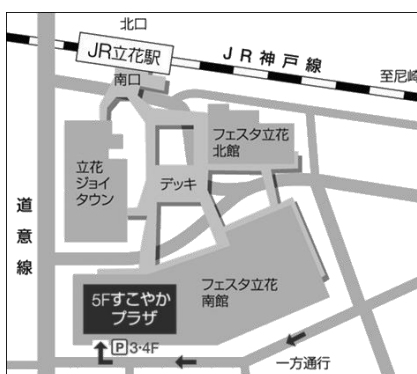 北口
JR立花駅
JR神戸線
南口
至尼崎
フェスタ立花
北館
立花
ジョイ
タウン
デッキ
道意線
フェスタ立花
南館
5Fすこやか
プラザ
P3・4F
一方通行